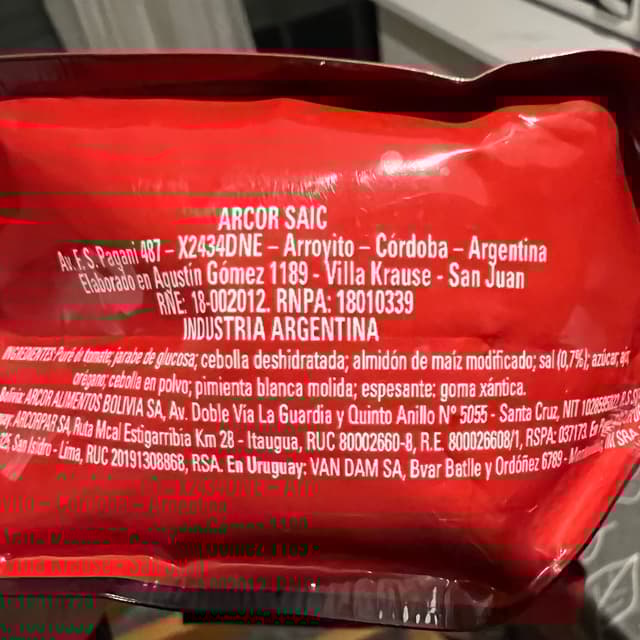 ARCOR SAIC
Av. F. S. Pagani 487 – X2434DNE – Arroyito – Córdoba – Argentina
Elaborado en Agustín Gómez 1189 - Villa Krause - San Juan
RNE: 18-002012. RNPA: 18010339
INDUSTRIA ARGENTINA
INGREDIENTES: Puré de tomate; jarabe de glucosa; cebolla deshidratada; almidón de maíz modificado; sal (0,7%); azúcar; ajo;
orégano; cebolla en polvo; pimienta blanca molida; espesante: goma xántica.
Bolivia: ARCOR ALIMENTOS BOLIVIA SA, Av. Doble Vía La Guardia y Quinto Anillo N° 5055 - Santa Cruz, NIT
ARCORPAR SA, Ruta Mcal Estigarribia Km 28 - Itaugua, RUC 80002660-8, R.E. 800026608/1, RSPA: 037173. En
San Isidro - Lima, RUC 20191308868, RSA. En Uruguay: VAN DAM SA, Bvar Batlle y Ordóñez 6789 -